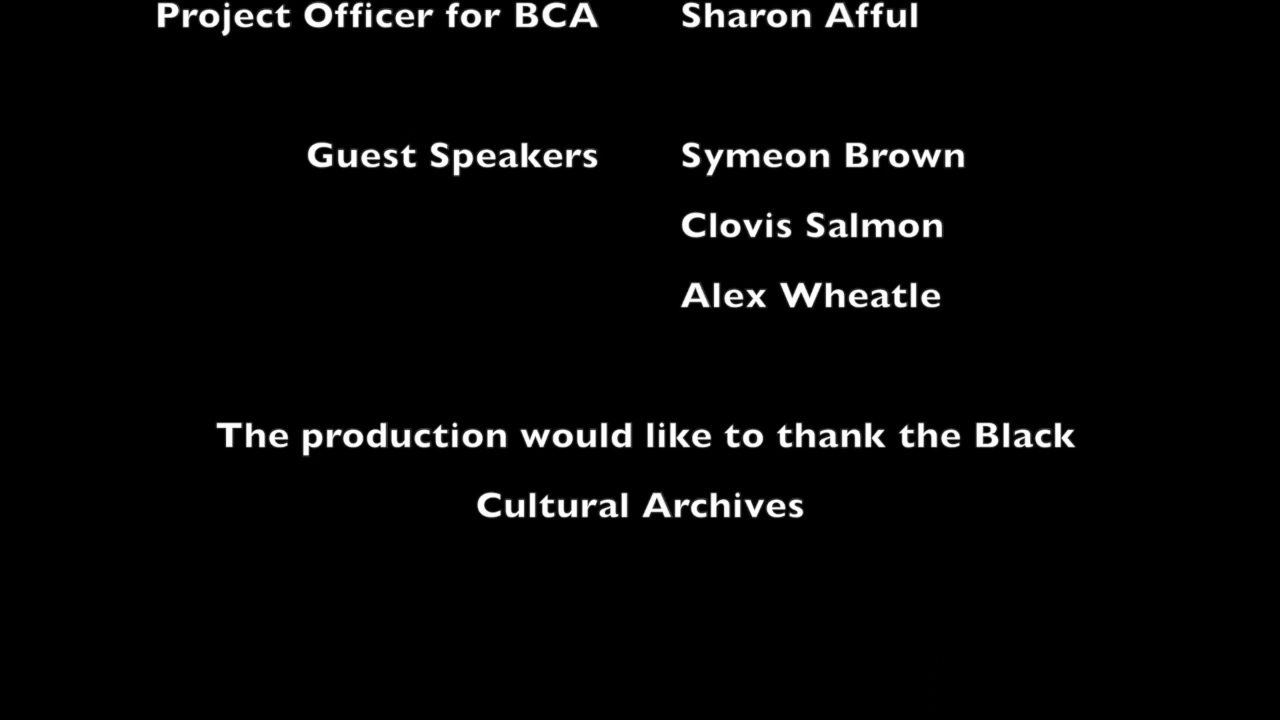 Project Officer for BCA Sharon Afful
Guest Speakers Symeon Brown
Clovis Salmon
Alex Wheatle
The production would like to thank the Black
Cultural Archives